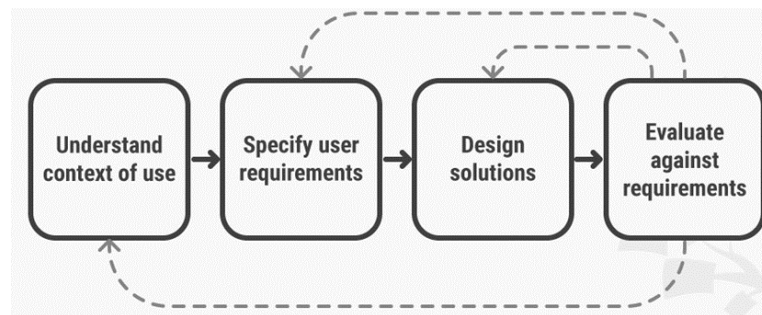 Understand
context of use
Specify user
requirements
Design
solutions
Evaluate
against
requirements